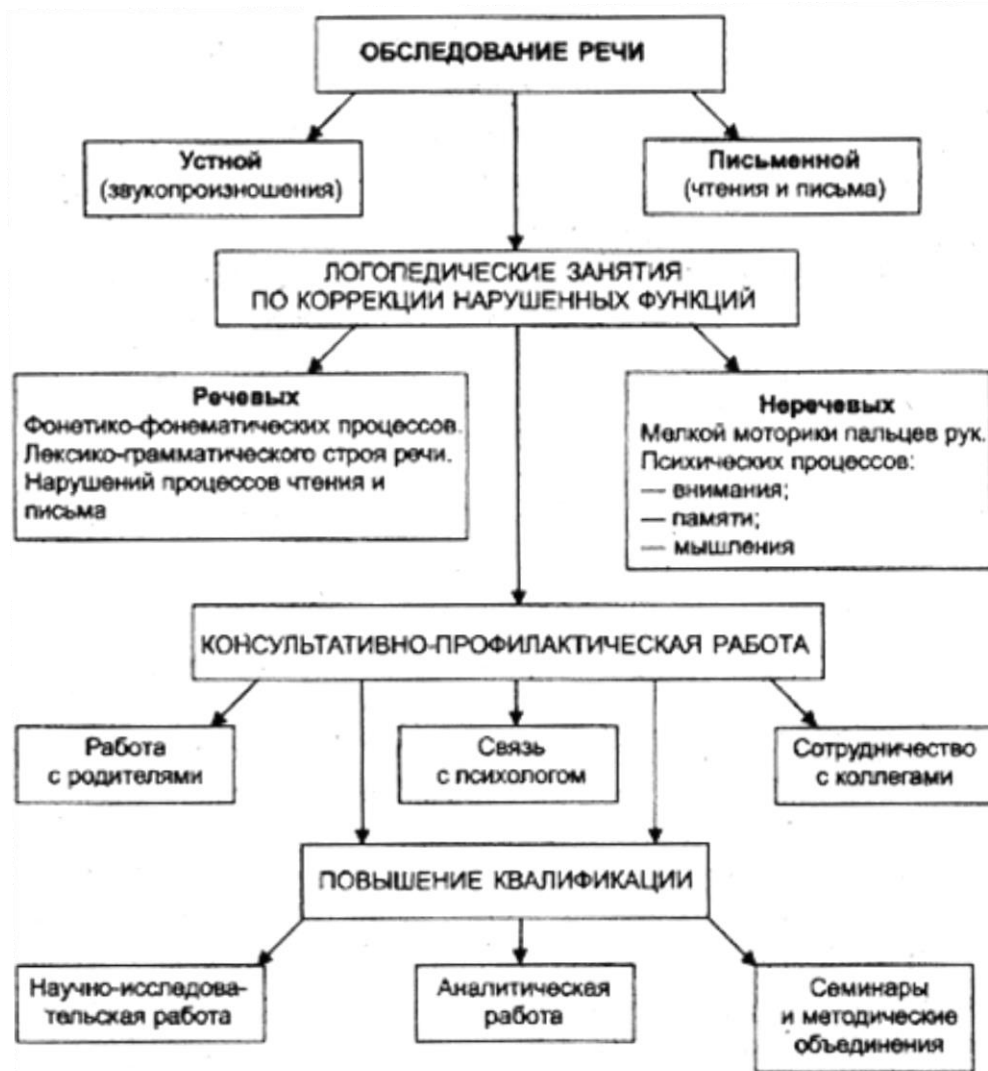 ОБСЛЕДОВАНИЕ РЕЧИ
Устной
(звукопроизношения)
Письменной
(чтения и письма)
ЛОГОПЕДИЧЕСКИЕ ЗАНЯТИЯ
ПО КОРРЕКЦИИ НАРУШЕННЫХ ФУНКЦИЙ
Речевых
Фонетико-фонематических процессов.
Лексико-грамматического строя речи.
Нарушений процессов чтения и
письма
Неречевых
Мелкой моторики пальцев рук.
Психических процессов:
— внимания;
— памяти;
— мышления
КОНСУЛЬТАТИВНО-ПРОФИЛАКТИЧЕСКАЯ РАБОТА
Работа
с родителями
Связь
с психологом
Сотрудничество
с коллегами
ПОВЫШЕНИЕ КВАЛИФИКАЦИИ
Научно-исследова-
тельская работа
Аналитическая
работа
Семинары
и методические
объединения